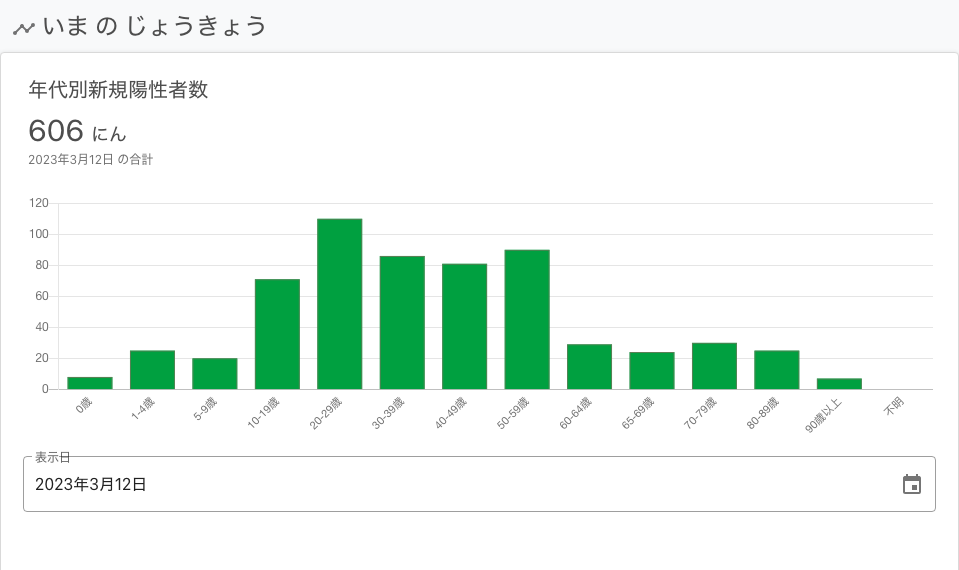 いま の じょうきょう
年代別新規陽性者数
606 にん
2023年3月12日 の合計
120
100
80
60
40
20
0
0歳 1-4歳 5-9歳 10-19歳 20-29歳 30-39歳 40-49歳 50-59歳 60-64歳 65-69歳 70-79歳 80-89歳 90歳以上 不明
表示日
2023年3月12日